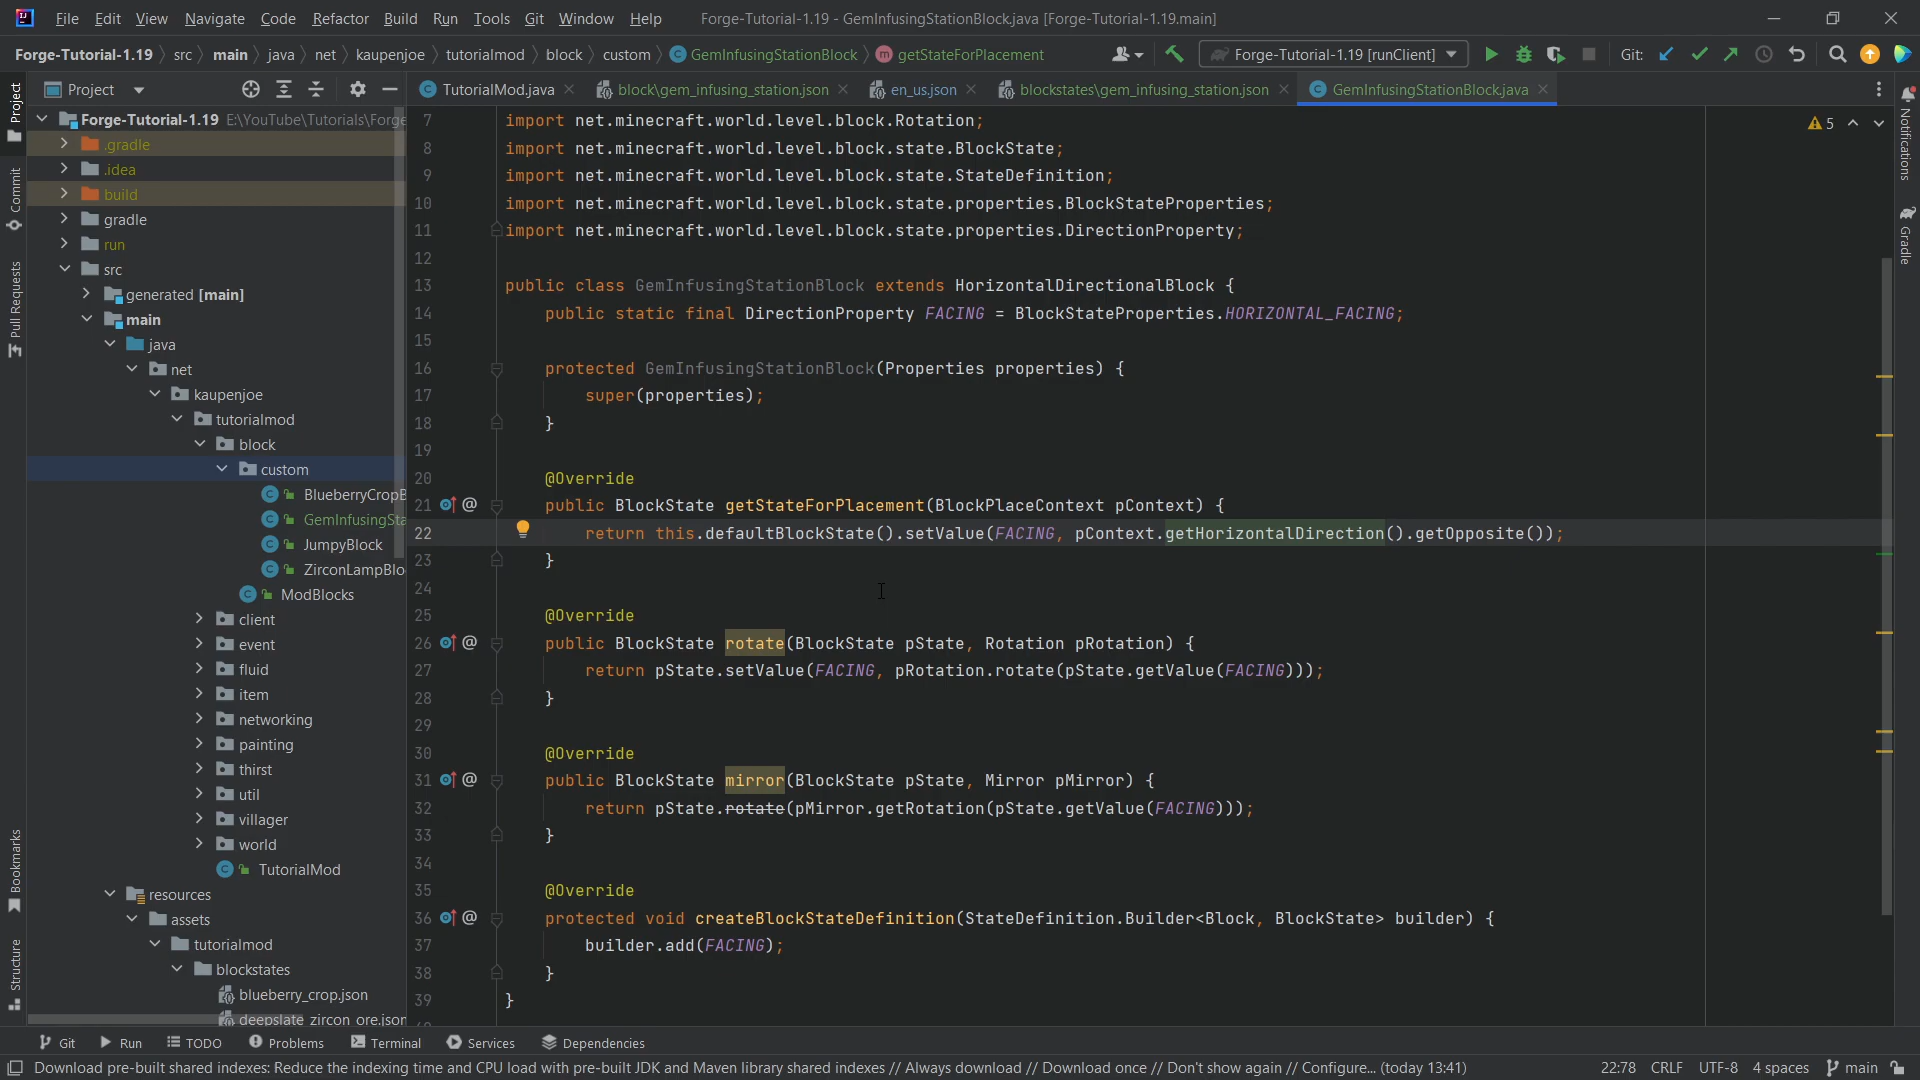 File Edit View Navigate Code Refactor Build Run Tools Git Window Help Forge-Tutorial-1.19 - GemInfusingStationBlock.java [Forge-Tutorial-1.19.main]
Forge-Tutorial-1.19 src main java net kaupenjoe tutorialmod block custom GemInfusingStationBlock getStateForPlacement Forge-Tutorial-1.19 [runClient] Git:
Project TutorialMod.java block\gem_infusing_station.json en_us.json blockstates\gem_infusing_station.json GemInfusingStationBlock.java
Project
Commit
Pull Requests
Bookmarks
Structure
Forge-Tutorial-1.19 E:\YouTube\Tutorials\Forge
.gradle
.idea
build
gradle
run
src
generated [main]
main
java
net
kaupenjoe
tutorialmod
block
custom
BlueberryCropB
GemInfusingSta
JumpyBlock
ZirconLampBlo
ModBlocks
client
event
fluid
item
networking
painting
thirst
util
villager
world
TutorialMod
resources
assets
tutorialmod
blockstates
blueberry_crop.json
deepslate_zircon_ore.json
7 import net.minecraft.world.level.block.Rotation;
8 import net.minecraft.world.level.block.state.BlockState;
9 import net.minecraft.world.level.block.state.StateDefinition;
10 import net.minecraft.world.level.block.state.properties.BlockStateProperties;
11 import net.minecraft.world.level.block.state.properties.DirectionProperty;
12
13 public class GemInfusingStationBlock extends HorizontalDirectionalBlock {
14 public static final DirectionProperty FACING = BlockStateProperties.HORIZONTAL_FACING;
15
16 protected GemInfusingStationBlock(Properties properties) {
17 super(properties);
18 }
19
20 @Override
21 public BlockState getStateForPlacement(BlockPlaceContext pContext) {
22 return this.defaultBlockState().setValue(FACING, pContext.getHorizontalDirection().getOpposite());
23 }
24
25 @Override
26 public BlockState rotate(BlockState pState, Rotation pRotation) {
27 return pState.setValue(FACING, pRotation.rotate(pState.getValue(FACING)));
28 }
29
30 @Override
31 public BlockState mirror(BlockState pState, Mirror pMirror) {
32 return pState.rotate(pMirror.getRotation(pState.getValue(FACING)));
33 }
34
35 @Override
36 protected void createBlockStateDefinition(StateDefinition.Builder<Block, BlockState> builder) {
37 builder.add(FACING);
38 }
39 }
5
Notifications
Gradle
Git Run TODO Problems Terminal Services Dependencies
Download pre-built shared indexes: Reduce the indexing time and CPU load with pre-built JDK and Maven library shared indexes // Always download // Download once // Don't show again // Configure... (today 13:41) 22:78 CRLF UTF-8 4 spaces main